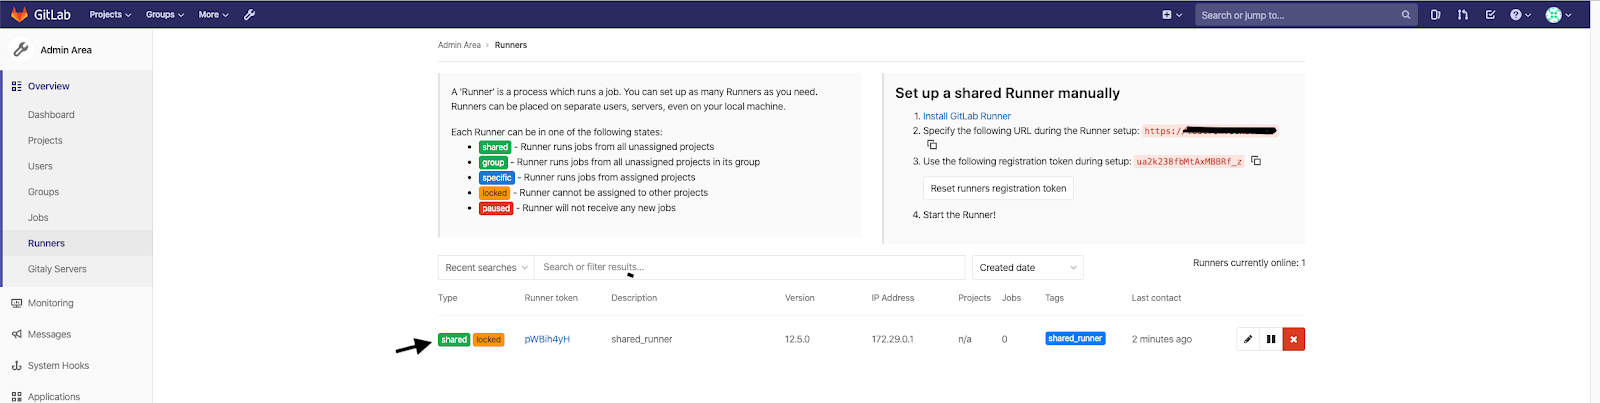 GitLab Projects Groups More Search or jump to...
Admin Area
Overview
Dashboard
Projects
Users
Groups
Jobs
Runners
Gitaly Servers
Monitoring
Messages
System Hooks
Applications
Admin Area › Runners
A 'Runner' is a process which runs a job. You can set up as many Runners as you need.
Runners can be placed on separate users, servers, even on your local machine.
Each Runner can be in one of the following states:
• shared - Runner runs jobs from all unassigned projects
• group - Runner runs jobs from all unassigned projects in its group
• specific - Runner runs jobs from assigned projects
• locked - Runner cannot be assigned to other projects
• paused - Runner will not receive any new jobs
Set up a shared Runner manually
1. Install GitLab Runner
2. Specify the following URL during the Runner setup: https:/
3. Use the following registration token during setup: ua2k238fbMtAxMBBRf_z
Reset runners registration token
4. Start the Runner!
Recent searches Search or filter results... Created date
Runners currently online: 1
Type Runner token Description Version IP Address Projects Jobs Tags Last contact
shared locked pWBih4yH shared_runner 12.5.0 172.29.0.1 n/a 0 shared_runner 2 minutes ago